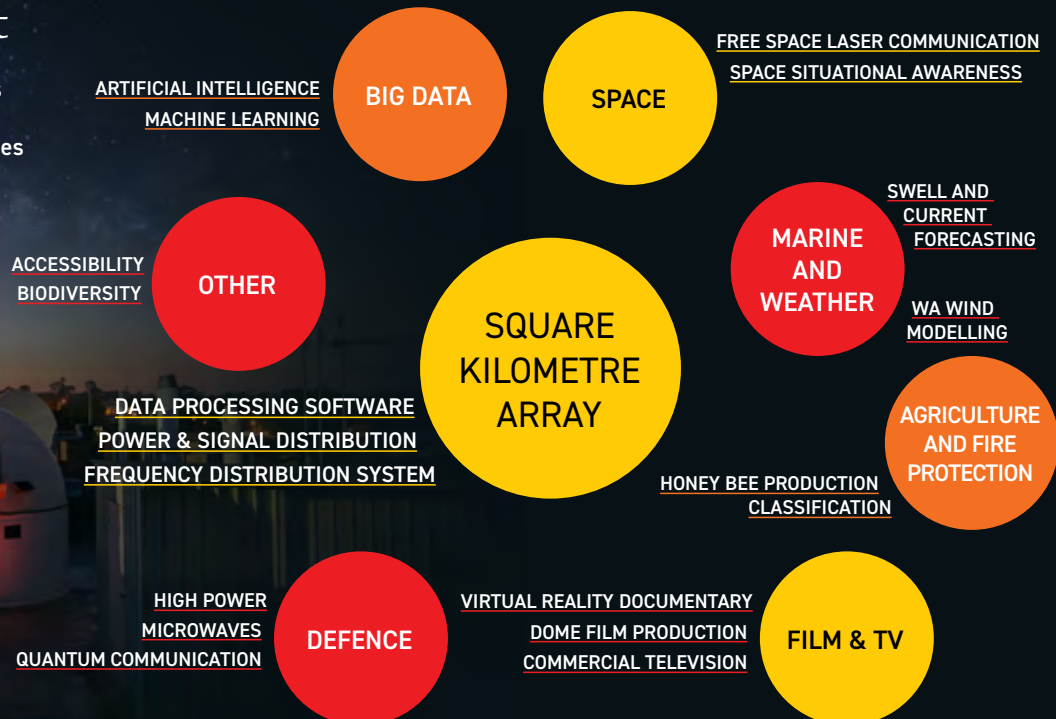 ARTIFICIAL INTELLIGENCE
MACHINE LEARNING
BIG DATA
SPACE
FREE SPACE LASER COMMUNICATION
SPACE SITUATIONAL AWARENESS
ACCESSIBILITY
BIODIVERSITY
OTHER
SQUARE
KILOMETRE
ARRAY
MARINE
AND
WEATHER
SWELL AND
CURRENT
FORECASTING
WA WIND
MODELLING
DATA PROCESSING SOFTWARE
POWER & SIGNAL DISTRIBUTION
FREQUENCY DISTRIBUTION SYSTEM
AGRICULTURE
AND FIRE
PROTECTION
HONEY BEE PRODUCTION
CLASSIFICATION
HIGH POWER
MICROWAVES
QUANTUM COMMUNICATION
DEFENCE
VIRTUAL REALITY DOCUMENTARY
DOME FILM PRODUCTION
COMMERCIAL TELEVISION
FILM & TV